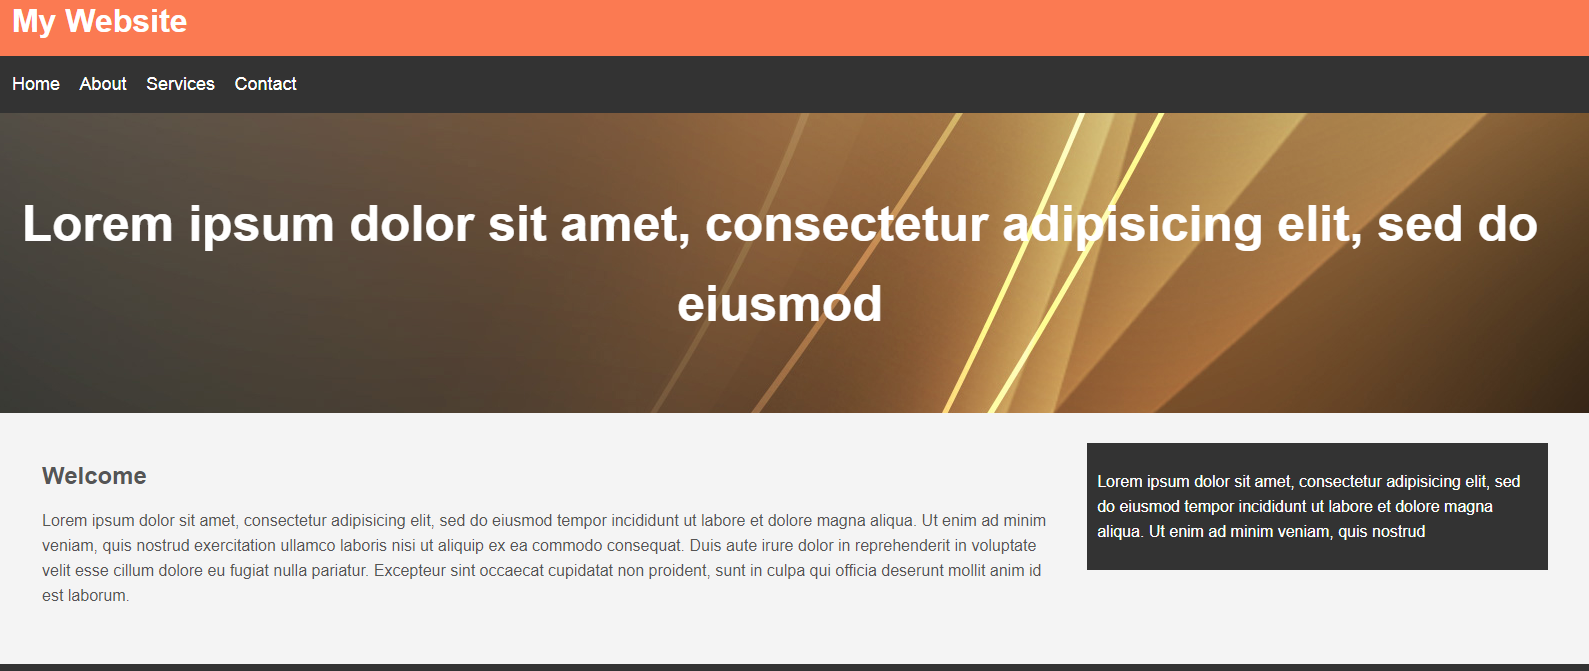 My Website
Home About Services Contact
Lorem ipsum dolor sit amet, consectetur adipisicing elit, sed do
eiusmod
Welcome
Lorem ipsum dolor sit amet, consectetur adipisicing elit, sed do eiusmod tempor incididunt ut labore et dolore magna aliqua. Ut enim ad minim
veniam, quis nostrud exercitation ullamco laboris nisi ut aliquip ex ea commodo consequat. Duis aute irure dolor in reprehenderit in voluptate
velit esse cillum dolore eu fugiat nulla pariatur. Excepteur sint occaecat cupidatat non proident, sunt in culpa qui officia deserunt mollit anim id
est laborum.
Lorem ipsum dolor sit amet, consectetur adipisicing elit, sed
do eiusmod tempor incididunt ut labore et dolore magna
aliqua. Ut enim ad minim veniam, quis nostrud